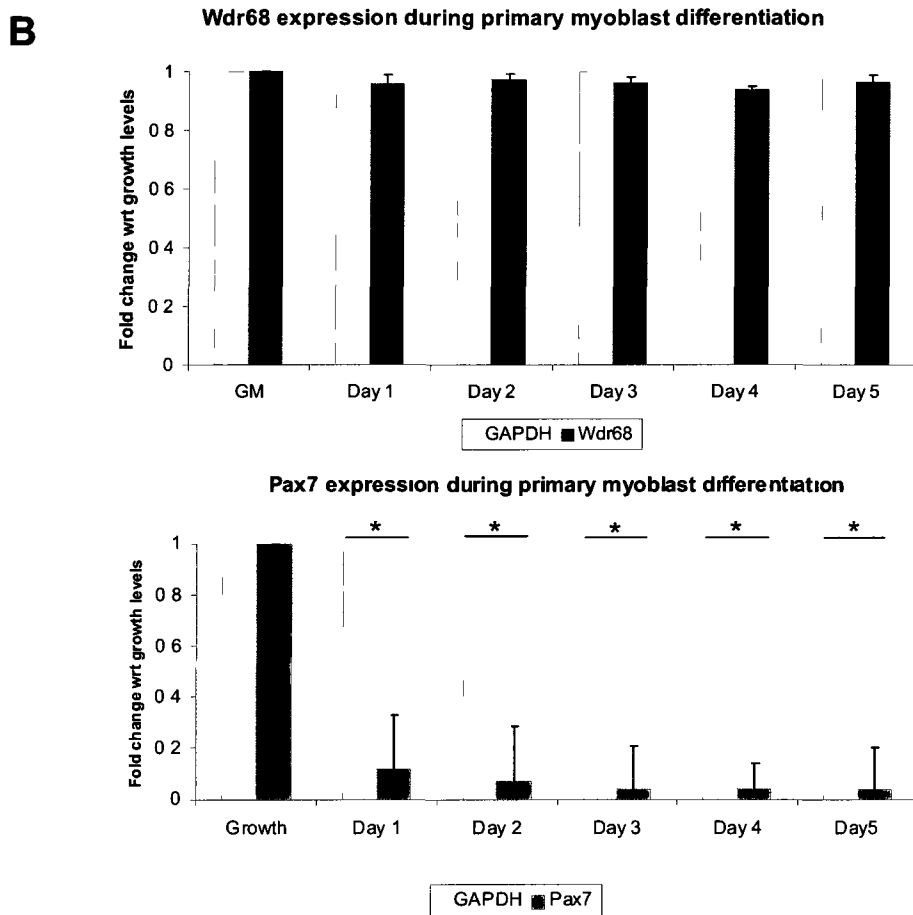 B
Wdr68 expression during primary myoblast differentiation
Fold change wrt growth levels
1
0 8
0 6
0 4
0 2
0
GM Day 1 Day 2 Day 3 Day 4 Day 5
GAPDH Wdr68
Pax7 expression during primary myoblast differentiation
* * * * *
Fold change wrt growth levels
1
0 8
0 6
0 4
0 2
0
Growth Day 1 Day 2 Day 3 Day 4 Day5
GAPDH Pax7